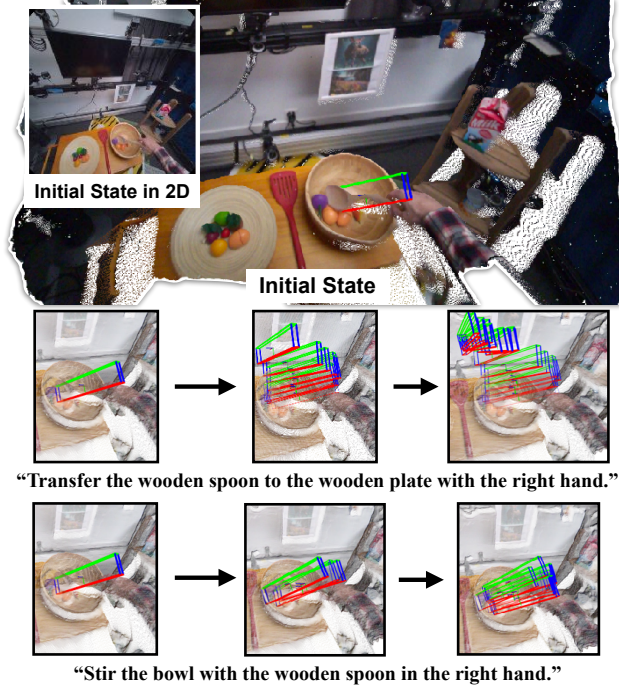 Initial State in 2D
Initial State
“Transfer the wooden spoon to the wooden plate with the right hand.”
“Stir the bowl with the wooden spoon in the right hand.”